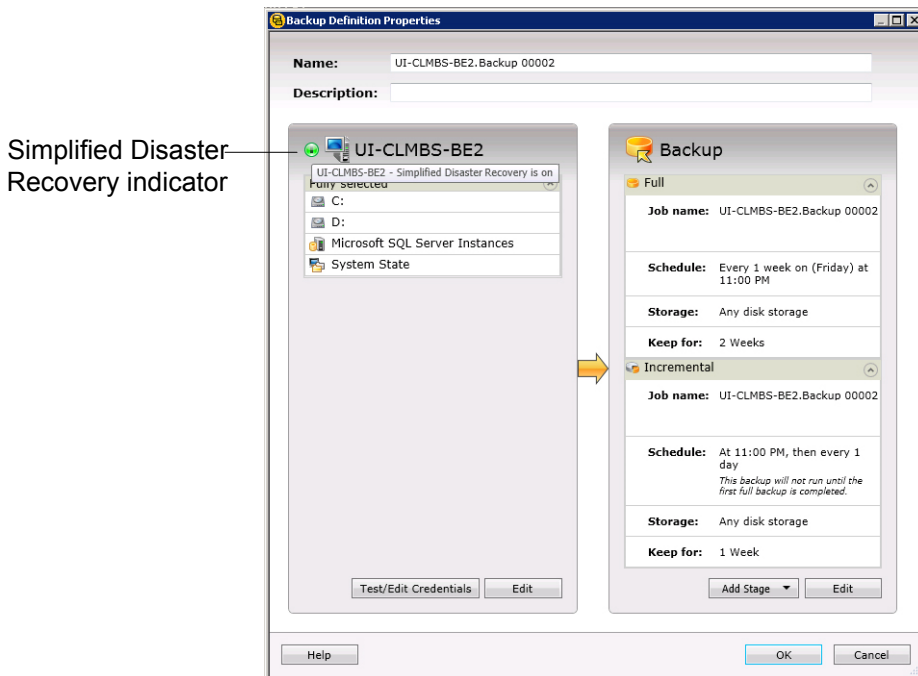 Backup Definition Properties
Name:
UI-CLMBS-BE2.Backup 00002
Description:
Simplified Disaster
Recovery indicator
UI-CLMBS-BE2
UI-CLMBS-BE2 - Simplified Disaster Recovery is on
Fully selected
C:
D:
Microsoft SQL Server Instances
System State
Test/Edit Credentials
Edit
Backup
Full
Job name: UI-CLMBS-BE2.Backup 00002
Schedule: Every 1 week on (Friday) at
11:00 PM
Storage: Any disk storage
Keep for: 2 Weeks
Incremental
Job name: UI-CLMBS-BE2.Backup 00002
Schedule: At 11:00 PM, then every 1
day
This backup will not run until the
first full backup is completed.
Storage: Any disk storage
Keep for: 1 Week
Add Stage
Edit
Help
OK
Cancel